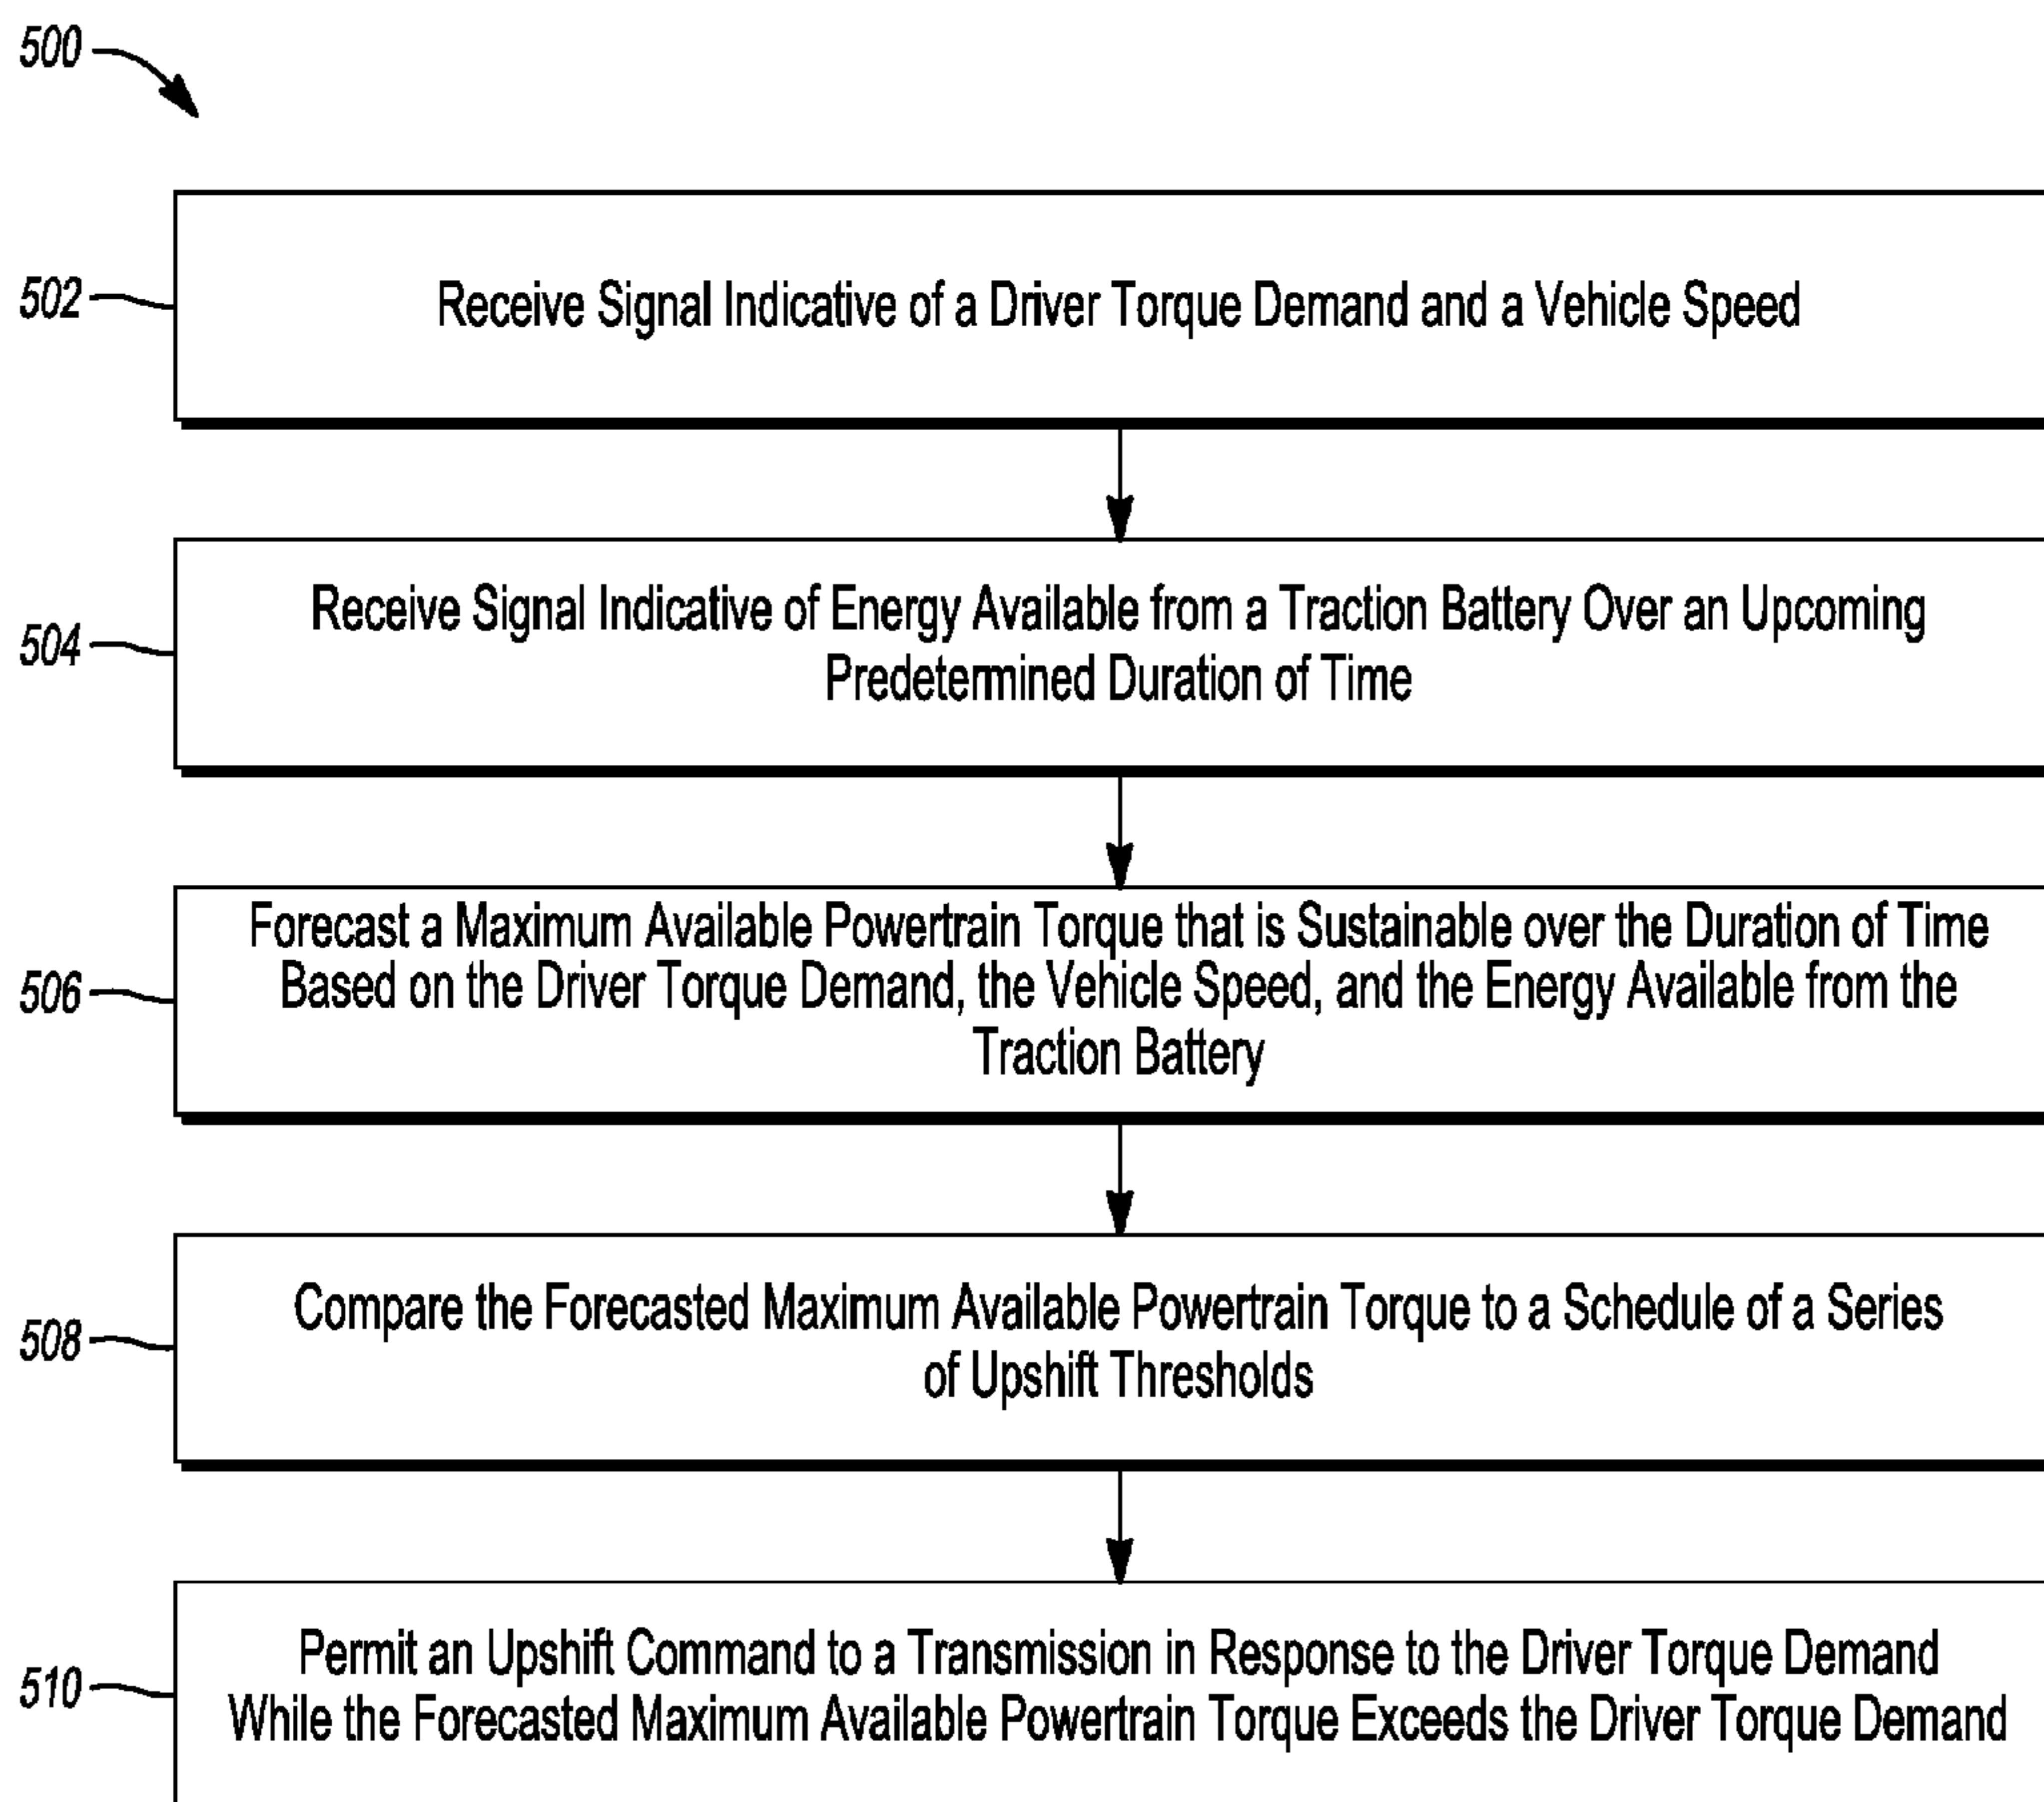 500
502
Receive Signal Indicative of a Driver Torque Demand and a Vehicle Speed
504
Receive Signal Indicative of Energy Available from a Traction Battery Over an Upcoming
Predetermined Duration of Time
506
Forecast a Maximum Available Powertrain Torque that is Sustainable over the Duration of Time
Based on the Driver Torque Demand, the Vehicle Speed, and the Energy Available from the
Traction Battery
508
Compare the Forecasted Maximum Available Powertrain Torque to a Schedule of a Series
of Upshift Thresholds
510
Permit an Upshift Command to a Transmission in Response to the Driver Torque Demand
While the Forecasted Maximum Available Powertrain Torque Exceeds the Driver Torque Demand